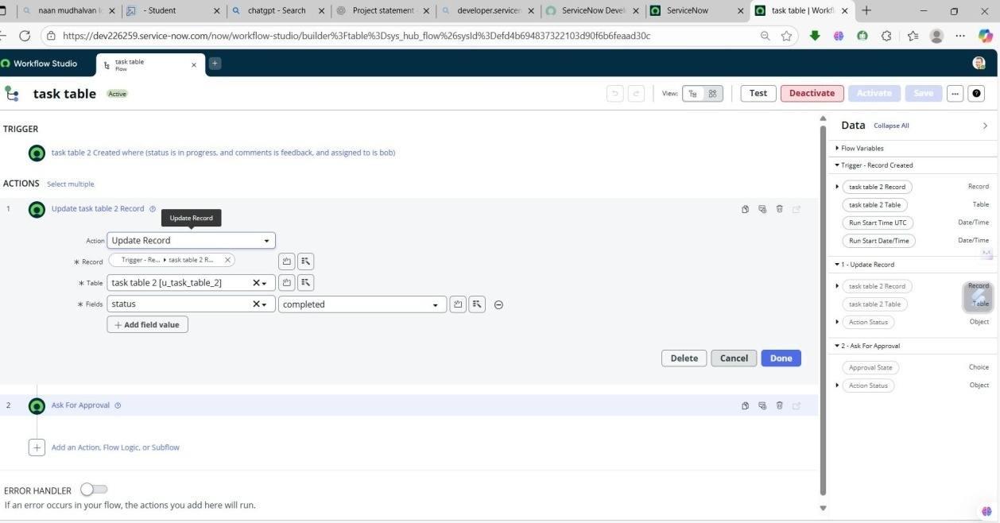 naan mudhalvan l
- Student
chatgpt - Search
Project statement -
developer.servicen
ServiceNow Devel
ServiceNow
task table | Workfl
https://dev226259.service-now.com/now/workflow-studio/builder%3Ftable%3Dsys_hub_flow%26sysId%3Defd4b694837322103d90f6b6feaad30c
Workflow Studio
task table
Flow
task table Active
View:
Test
Deactivate
Activate
Save
TRIGGER
task table 2 Created where (status is in progress, and comments is feedback, and assigned to is bob)
ACTIONS Select multiple
1 Update task table 2 Record
Update Record
Action Update Record
* Record Trigger - Re... ▸ task table 2 R...
* Table task table 2 [u_task_table_2]
* Fields status completed
+ Add field value
Delete Cancel Done
2 Ask For Approval
Add an Action, Flow Logic, or Subflow
ERROR HANDLER
If an error occurs in your flow, the actions you add here will run.
Data Collapse All
Flow Variables
Trigger - Record Created
task table 2 Record Record
task table 2 Table Table
Run Start Time UTC Date/Time
Run Start Date/Time Date/Time
1 - Update Record
task table 2 Record Record
task table 2 Table Table
Action Status Object
2 - Ask For Approval
Approval State Choice
Action Status Object